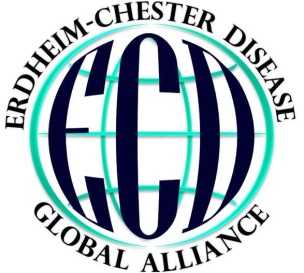 ERDHEIM-CHESTER DISEASE
ECD
GLOBAL ALLIANCE